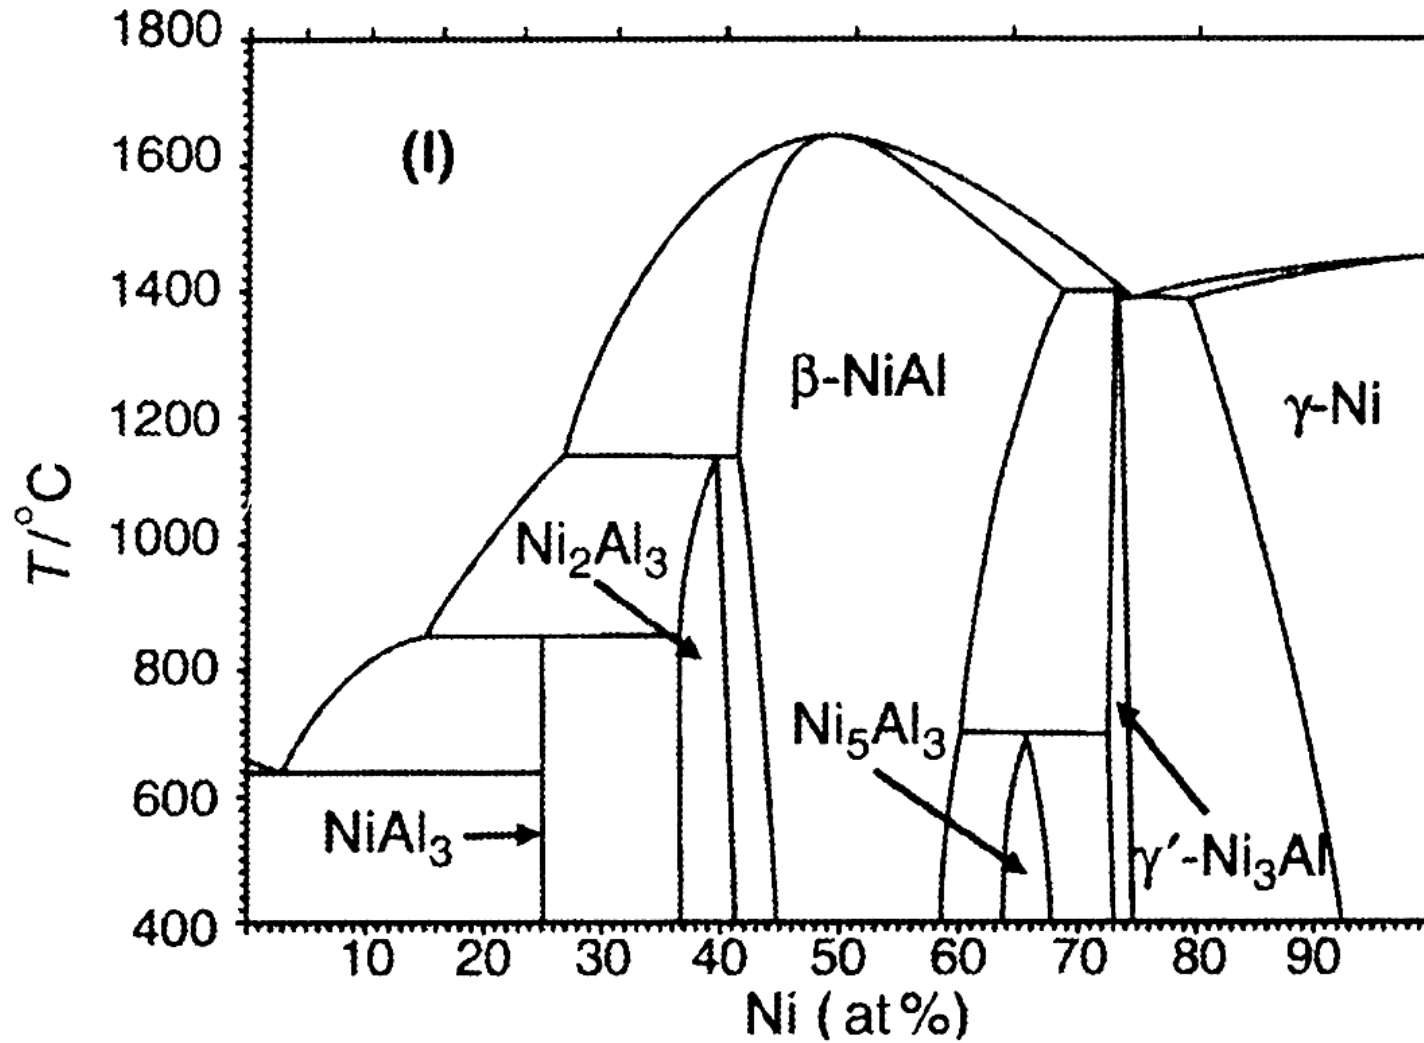 1800
1600
(l)
1400
β-NiAl
γ-Ni
1200
T/°C
1000
Ni₂Al₃
800
Ni₅Al₃
600
NiAl₃
γ′-Ni₃Al
400
10 20 30 40 50 60 70 80 90
Ni (at%)